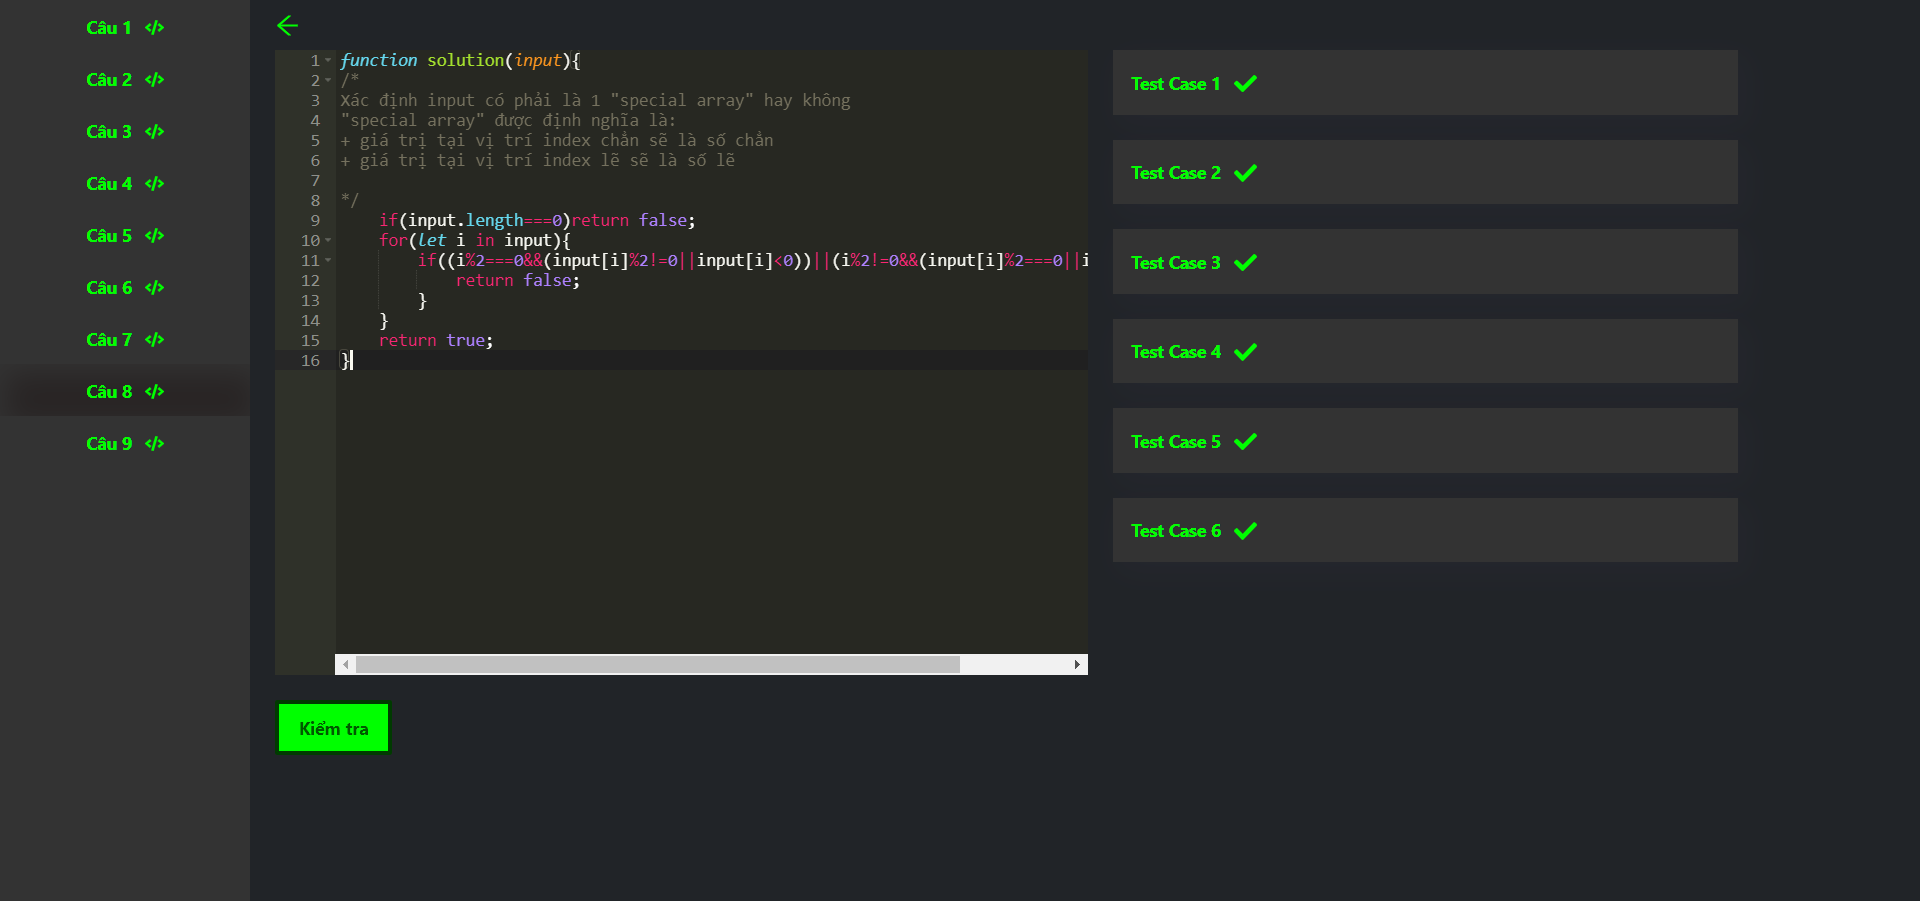 Câu 1 </>
Câu 2 </>
Câu 3 </>
Câu 4 </>
Câu 5 </>
Câu 6 </>
Câu 7 </>
Câu 8 </>
Câu 9 </>
1 function solution(input){
2 /*
3 Xác định input có phải là 1 "special array" hay không
4 "special array" được định nghĩa là:
5 + giá trị tại vị trí index chẵn sẽ là số chẵn
6 + giá trị tại vị trí index lẽ sẽ là số lẽ
7
8 */
9 if(input.length===0)return false;
10 for(let i in input){
11 if((i%2===0&&(input[i]%2!=0||input[i]<0))||(i%2!=0&&(input[i]%2===0||i
12 return false;
13 }
14 }
15 return true;
16 }
Kiểm tra
Test Case 1
Test Case 2
Test Case 3
Test Case 4
Test Case 5
Test Case 6